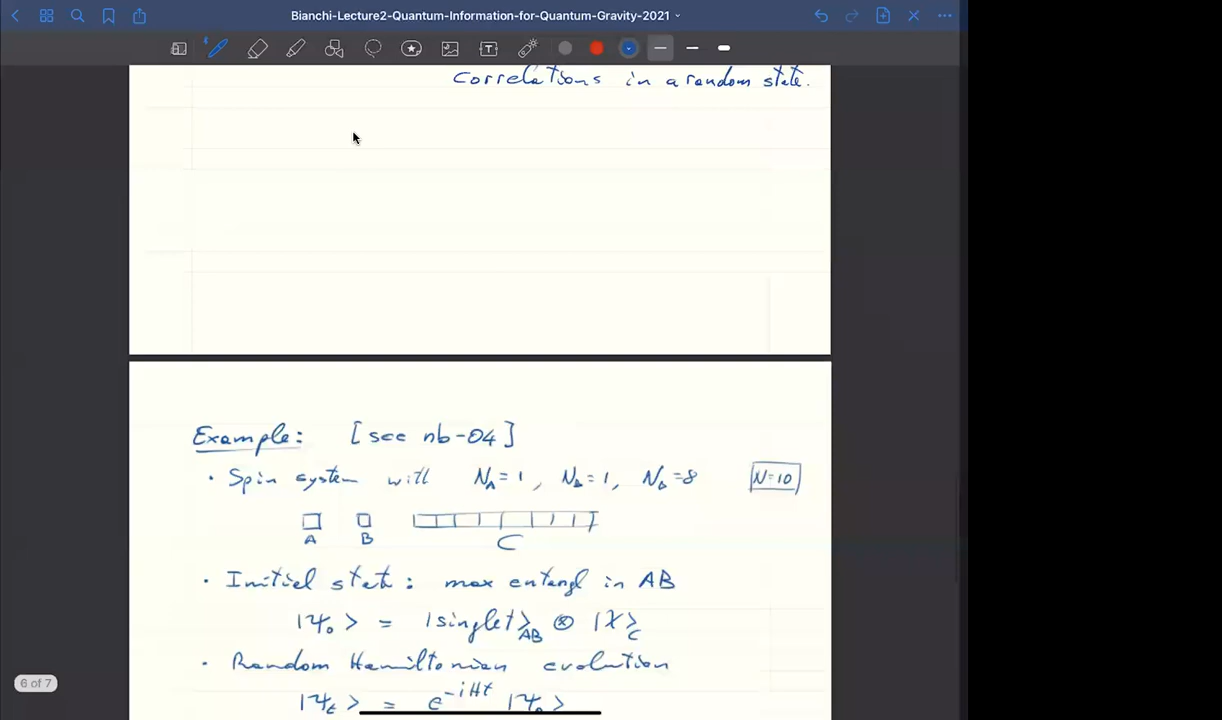 Bianchi-Lecture2-Quantum-Information-for-Quantum-Gravity-2021
Correlations in a random state.
Example: [see nb-04]
• Spin system with N_A = 1, N_B = 1, N_C = 8 N=10
A B C
• Initial state: max entangl in AB
|Ψ₀> = |singlet>_AB ⊗ |χ>_C
• Random Hamiltonian evolution
6 of 7
|Ψ_t> = e^{-iHt} |Ψ₀>